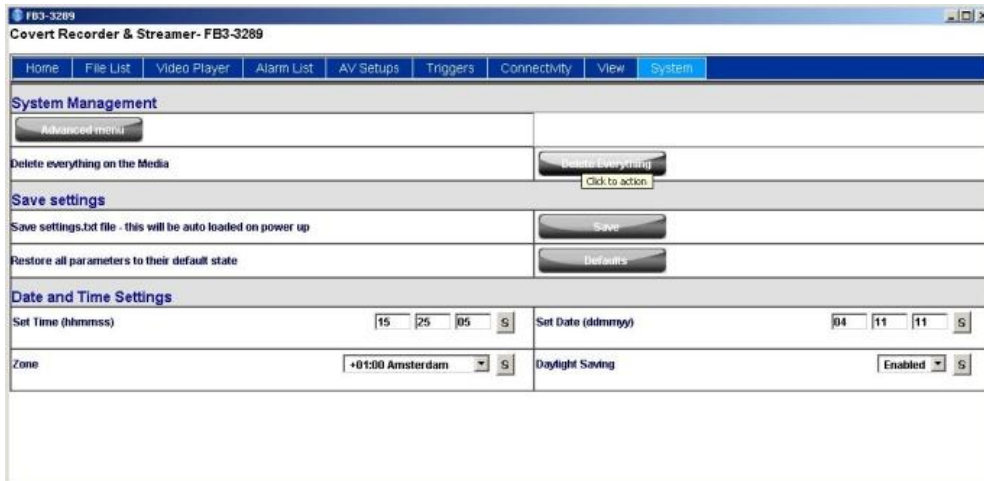 FB3-3289
Covert Recorder & Streamer- FB3-3289
Home File List Video Player Alarm List AV Setups Triggers Connectivity View System
System Management
Advanced menu
Delete everything on the Media Delete Everything
Click to action
Save settings
Save settings.txt file - this will be auto loaded on power up Save
Restore all parameters to their default state Defaults
Date and Time Settings
Set Time (hhmmss) 15 25 05 S Set Date (ddmmyy) 04 11 11 S
Zone +01:00 Amsterdam S Daylight Saving Enabled S